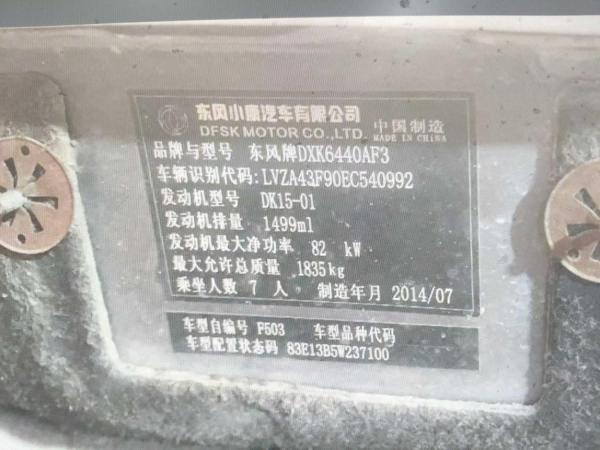 东风小康汽车有限公司
DFSK MOTOR CO.,LTD.
中国制造
MADE IN CHINA
品牌与型号 东风牌DXK6440AF3
车辆识别代码:LVZA43F90EC540992
发动机型号 DK15-01
发动机排量 1499ml
发动机最大净功率 82 kW
最大允许总质量 1835kg
乘坐人数 7 人 制造年月 2014/07
车型自编号 F503 车型品种代码
车型配置状态码 83E13B5W237100